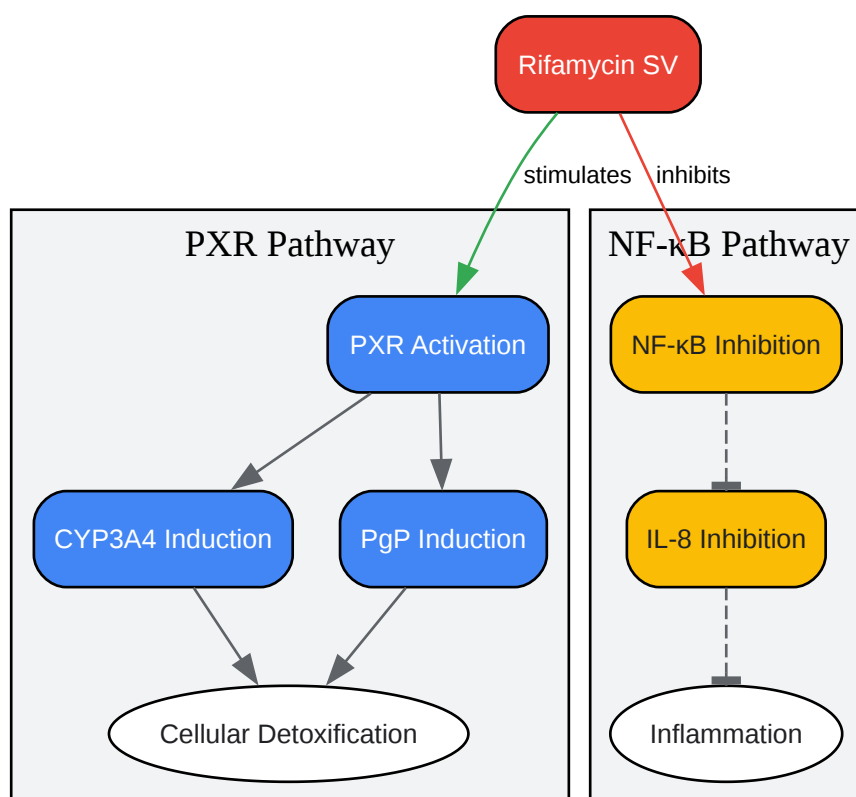 Rifamycin SV
stimulates
inhibits
PXR Pathway
NF-κB Pathway
PXR Activation
NF-κB Inhibition
CYP3A4 Induction
PgP Induction
IL-8 Inhibition
Cellular Detoxification
Inflammation